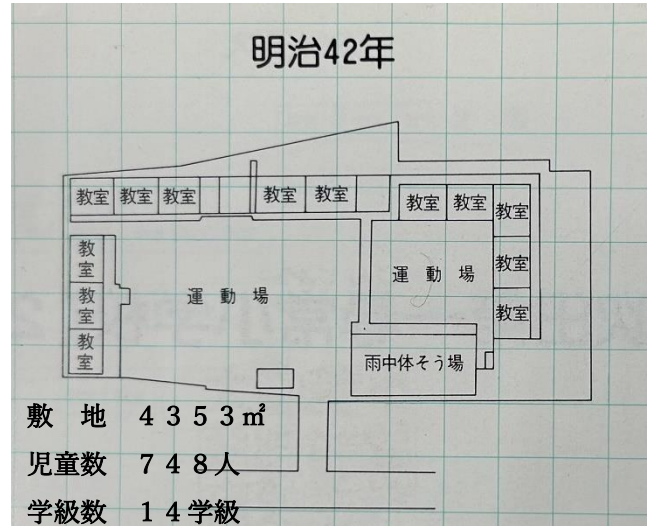 明治42年
教室 教室 教室 教室 教室 教室 教室 教室
教室
教室
教室
教室
教室
運動場
運動場
教室
雨中体そう場
敷地 4353㎡
児童数 748人
学級数 14学級